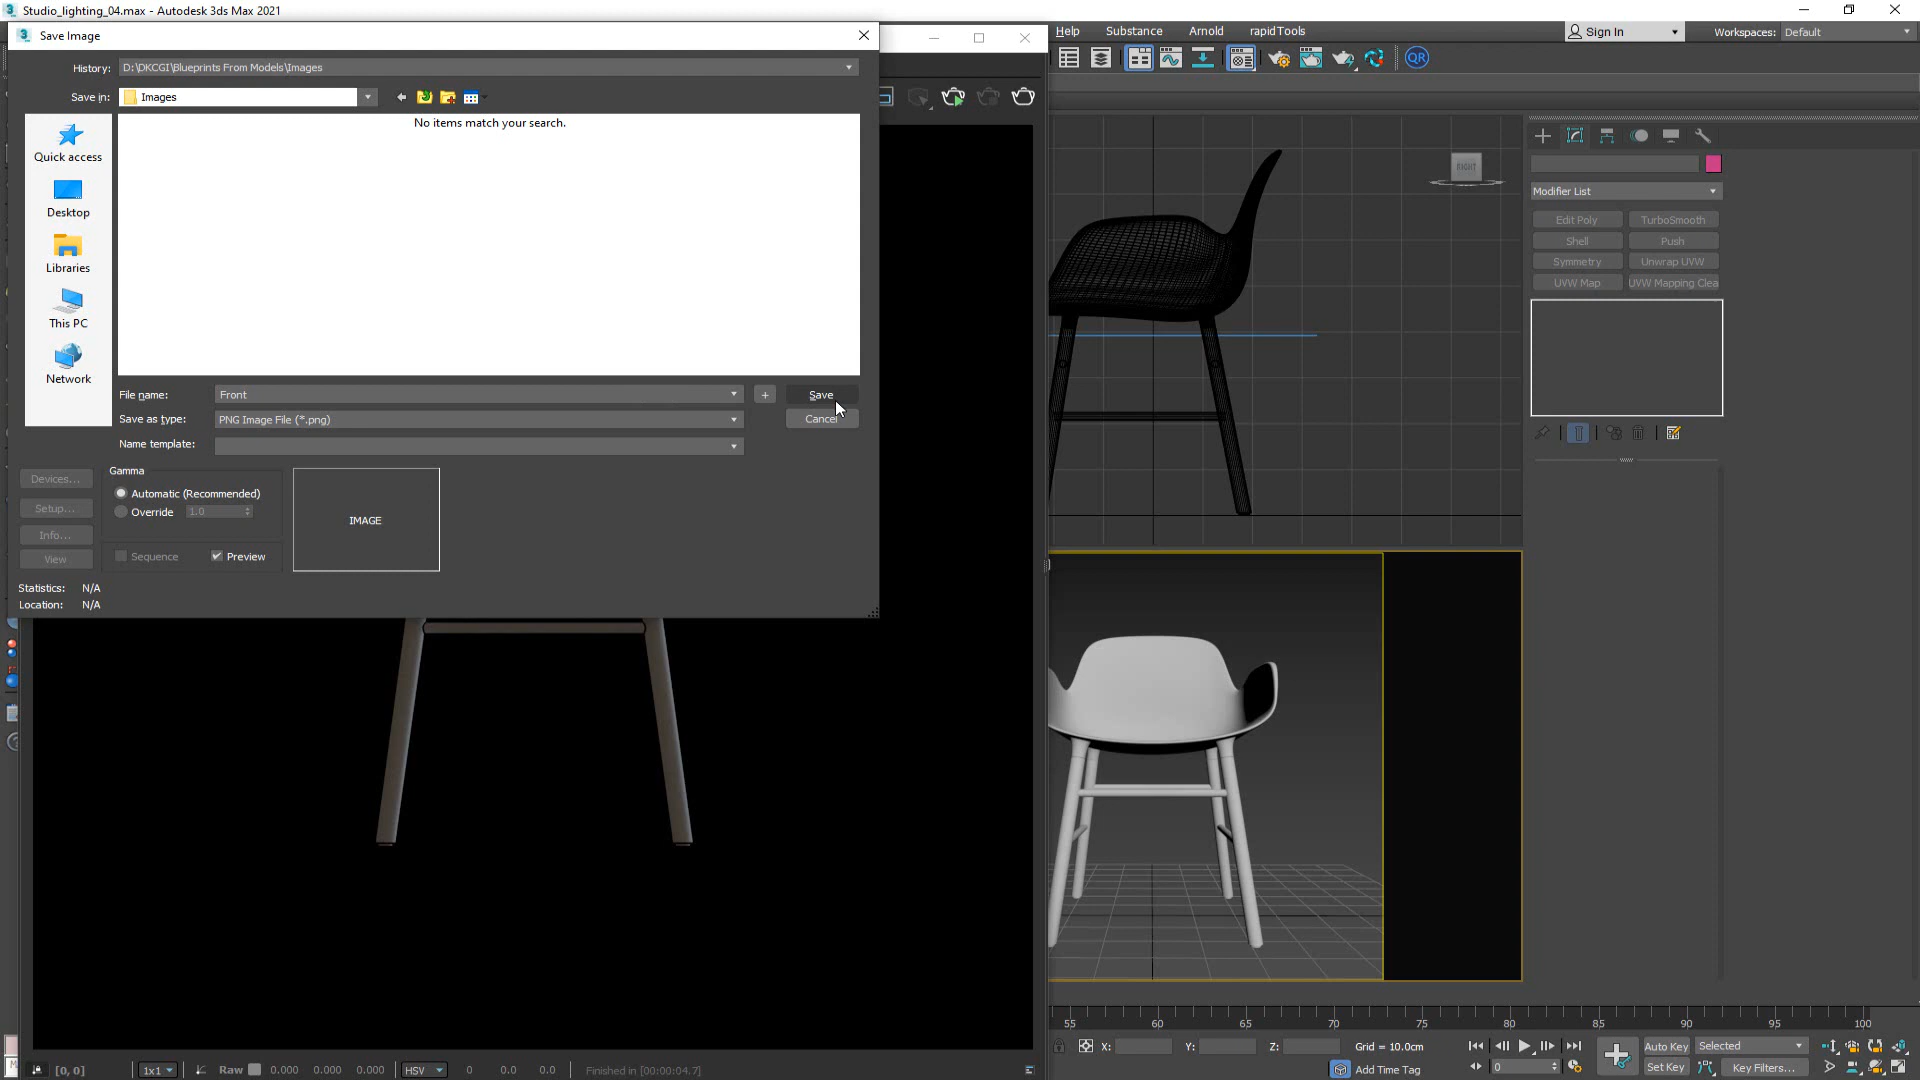 Studio_lighting_04.max - Autodesk 3ds Max 2021
Save Image
Help
Substance
Arnold
rapidTools
Sign In
Workspaces: Default
History: D:\DKCGI\Blueprints From Models\Images
QR
Save in: Images
No items match your search.
Quick access
Desktop
Libraries
This PC
Network
RIGHT
Modifier List
Edit Poly
TurboSmooth
Shell
Push
Symmetry
Unwrap UVW
UVW Map
UVW Mapping Clea
File name: Front
+
Save
Save as type: PNG Image File (*.png)
Cancel
Name template:
Devices...
Setup...
Info...
View
Gamma
Automatic (Recommended)
Override 1.0
Sequence
Preview
IMAGE
Statistics: N/A
Location: N/A
55 60 65 70 75 80 85 90 95 100
X:
Y:
Z:
Grid = 10.0cm
Auto Key
Selected
[0, 0]
1x1
Raw 0.000 0.000 0.000
HSV
0 0.0 0.0
Finished in [00:00:04.7]
Add Time Tag
0
Set Key
Key Filters...